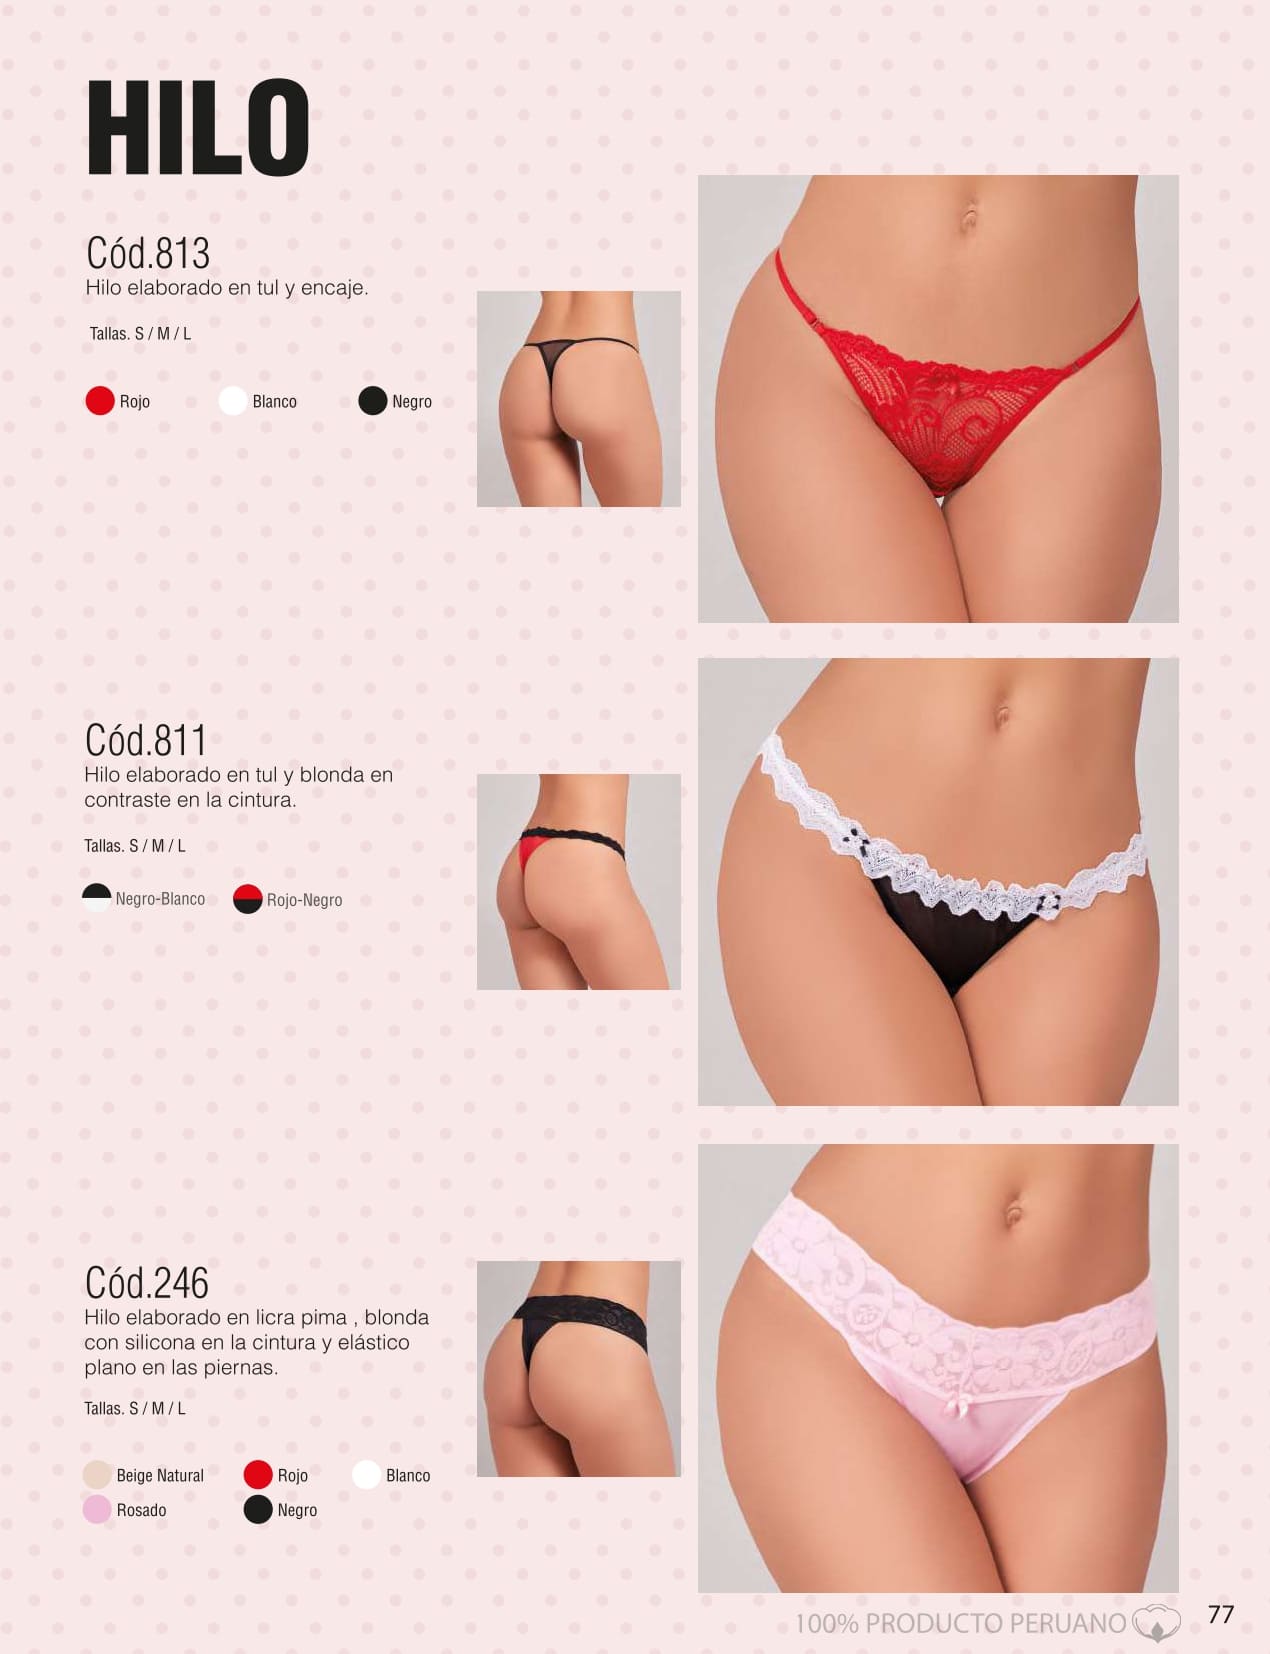 HILO
Cód.813
Hilo elaborado en tul y encaje.
Tallas. S / M / L
Rojo
Blanco
Negro
Cód.811
Hilo elaborado en tul y blonda en
contraste en la cintura.
Tallas. S / M / L
Negro-Blanco
Rojo-Negro
Cód.246
Hilo elaborado en licra pima , blonda
con silicona en la cintura y elástico
plano en las piernas.
Tallas. S / M / L
Beige Natural
Rojo
Blanco
Rosado
Negro
100% PRODUCTO PERUANO
77